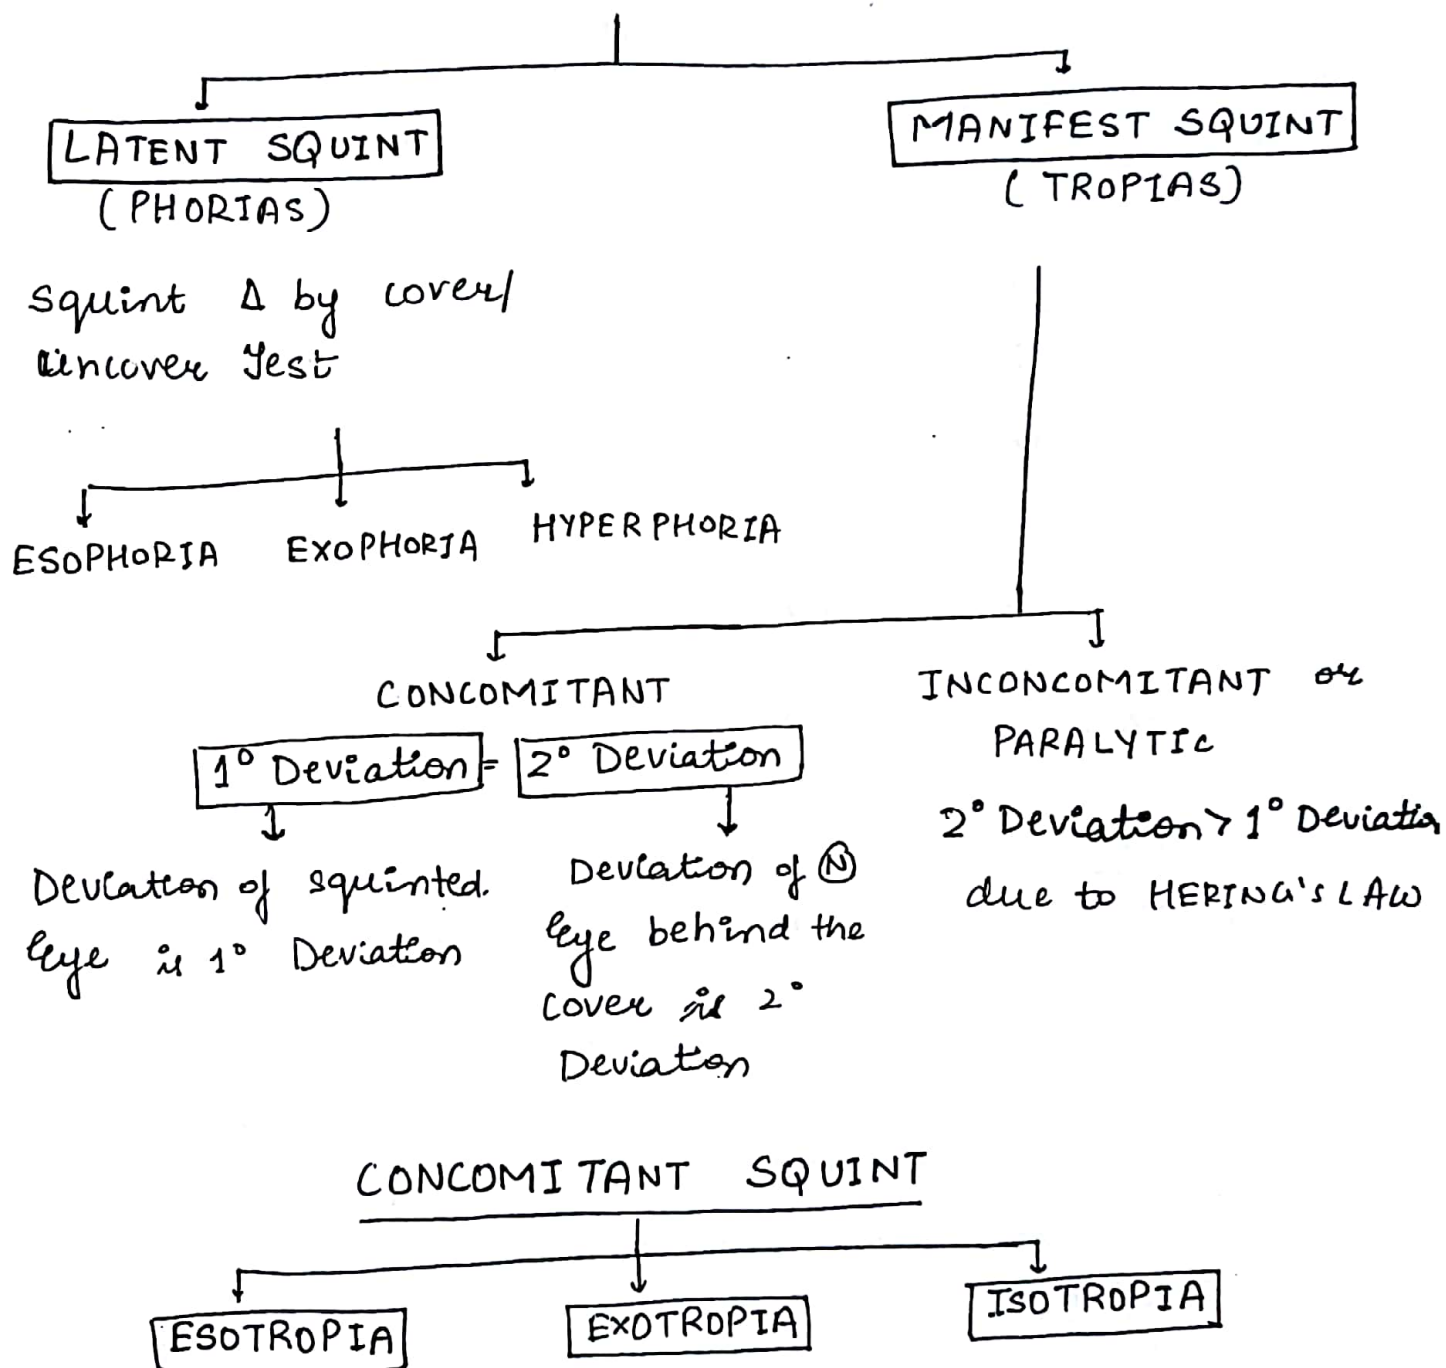 LATENT SQUINT
(PHORIAS)
MANIFEST SQUINT
(TROPIAS)
Squint Δ by cover/
Uncover Test
ESOPHORIA
EXOPHORIA
HYPERPHORIA
CONCOMITANT
1° Deviation = 2° Deviation
Deviation of squinted.
Eye is 1° Deviation
Deviation of Ⓝ
Eye behind the
cover is 2°
Deviation
INCONCOMITANT or
PARALYTIC
2° Deviation > 1° Deviation
due to HERING'S LAW
CONCOMITANT SQUINT
ESOTROPIA
EXOTROPIA
ISOTROPIA